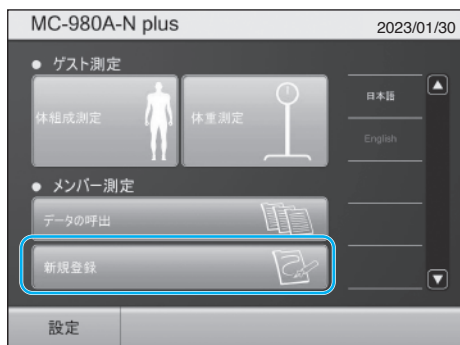 MC-980A-N plus
2023/01/30
● ゲスト測定
体組成測定
体重測定
日本語
English
● メンバー測定
データの呼出
新規登録
設定